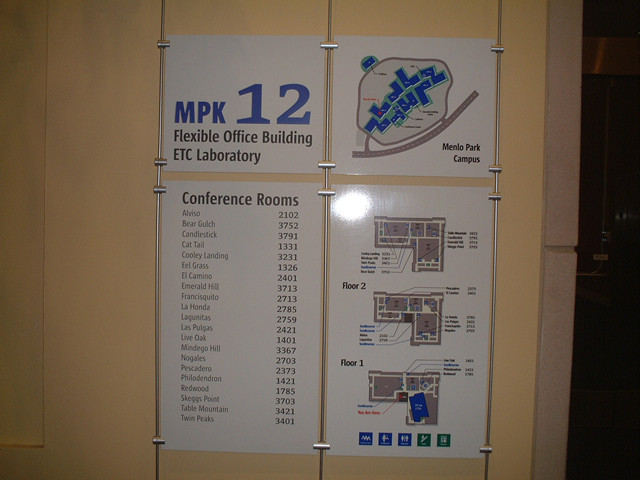 MPK 12
Flexible Office Building
ETC Laboratory
Menlo Park
Campus
Conference Rooms
Alviso 2102
Bear Gulch 3752
Candlestick 3791
Cat Tail 1331
Cooley Landing 3231
Eel Grass 1326
El Camino 2401
Emerald Hill 3713
Francisquito 2713
La Honda 2785
Lagunitas 2759
Las Pulgas 2421
Live Oak 1401
Mindego Hill 3367
Nogales 2703
Pescadero 2373
Philodendron 1421
Redwood 1785
Skeggs Point 3703
Table Mountain 3421
Twin Peaks 3401
Floor 2
Floor 1
You Are Here